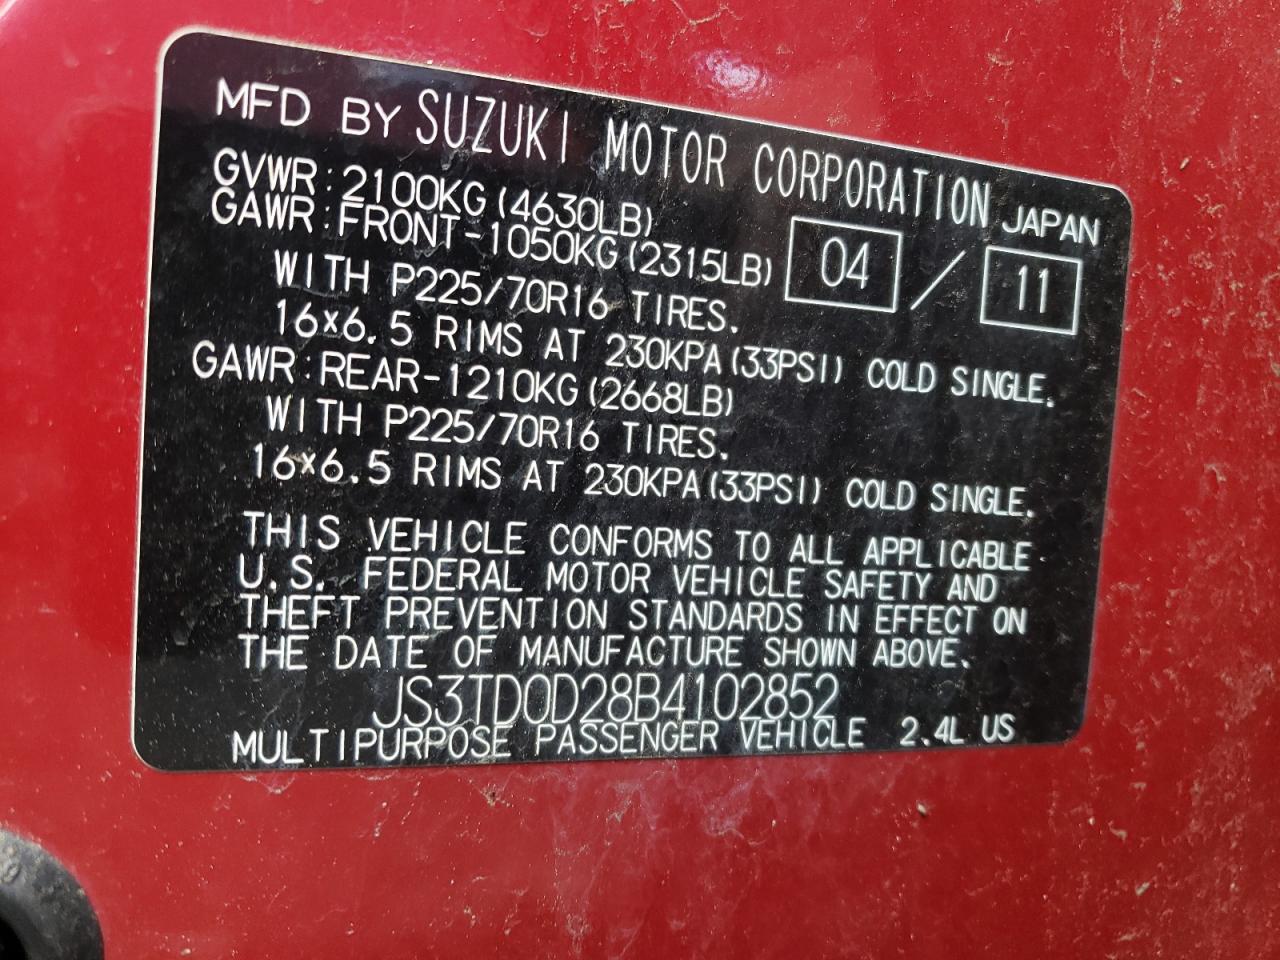 MFD BY SUZUKI MOTOR CORPORATION JAPAN
GVWR: 2100KG (4630LB)
GAWR: FRONT-1050KG (2315LB) 04 / 11
WITH P225/70R16 TIRES.
16×6.5 RIMS AT 230KPA (33PSI) COLD SINGLE.
GAWR: REAR-1210KG (2668LB)
WITH P225/70R16 TIRES.
16×6.5 RIMS AT 230KPA (33PSI) COLD SINGLE.
THIS VEHICLE CONFORMS TO ALL APPLICABLE
U.S. FEDERAL MOTOR VEHICLE SAFETY AND
THEFT PREVENTION STANDARDS IN EFFECT ON
THE DATE OF MANUFACTURE SHOWN ABOVE.
JS3TD0D28B4102852
MULTIPURPOSE PASSENGER VEHICLE 2.4L US